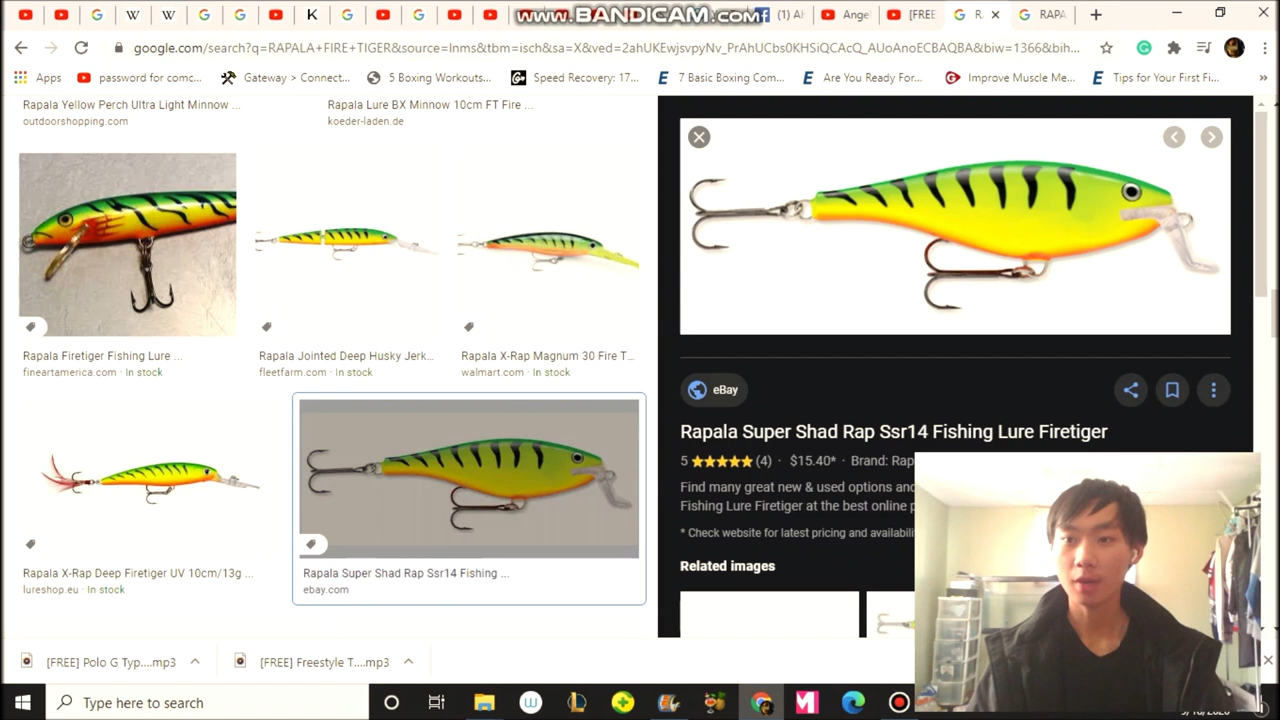 www.BANDICAM.com
(1) Al
Ange
[FREE
R
RAPA
google.com/search?q=RAPALA+FIRE+TIGER&source=lnms&tbm=isch&sa=X&ved=2ahUKEwjsvpyNv_PrAhUCbs0KHSiQCAcQ_AUoAnoECBAQBA&biw=1366&bih...
Apps
password for comc...
Gateway > Connect...
5 Boxing Workouts...
Speed Recovery: 17...
7 Basic Boxing Com...
Are You Ready For...
Improve Muscle Me...
Tips for Your First Fi...
Rapala Yellow Perch Ultra Light Minnow ...
outdoorshopping.com
Rapala Lure BX Minnow 10cm FT Fire ...
koeder-laden.de
Rapala Firetiger Fishing Lure ...
fineartamerica.com · In stock
Rapala Jointed Deep Husky Jerk...
fleetfarm.com · In stock
Rapala X-Rap Magnum 30 Fire T...
walmart.com · In stock
Rapala X-Rap Deep Firetiger UV 10cm/13g ...
lureshop.eu · In stock
Rapala Super Shad Rap Ssr14 Fishing ...
ebay.com
eBay
Rapala Super Shad Rap Ssr14 Fishing Lure Firetiger
5 ★★★★★ (4) · $15.40* · Brand: Rap
Find many great new & used options and
Fishing Lure Firetiger at the best online p
* Check website for latest pricing and availabili
Related images
[FREE] Polo G Typ....mp3
[FREE] Freestyle T....mp3
Type here to search